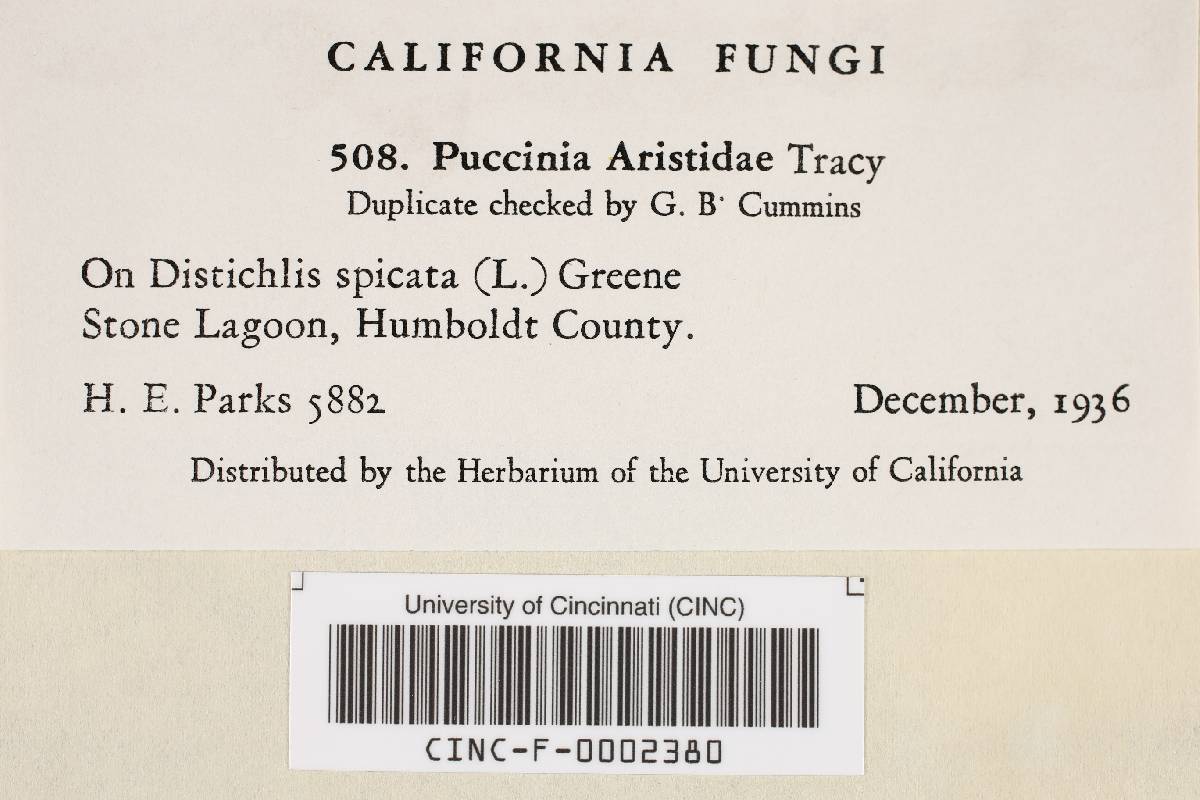 CALIFORNIA FUNGI
508. Puccinia Aristidae Tracy
Duplicate checked by G. B· Cummins
On Distichlis spicata (L.) Greene
Stone Lagoon, Humboldt County.
H. E. Parks 5882 December, 1936
Distributed by the Herbarium of the University of California
University of Cincinnati (CINC)
CINC-F-0002380